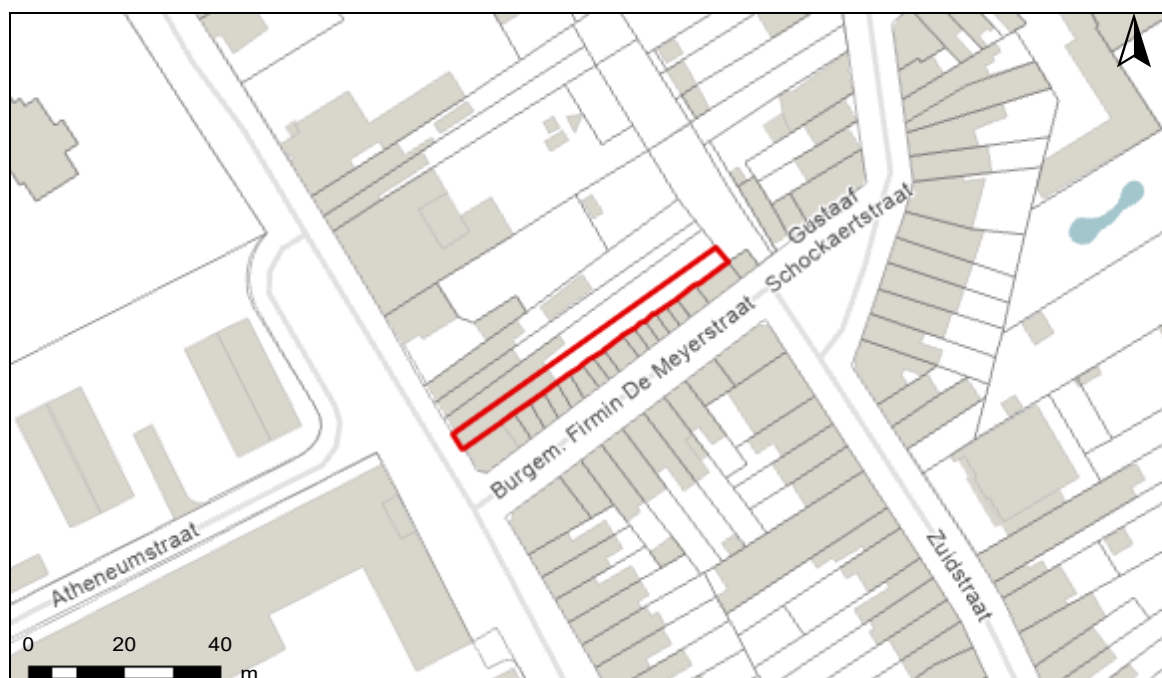 Gustaaf
Schockaertstraat
Burgem. Firmin De Meyerstraat
Atheneumstraat
Zuidstraat
0 20 40
m